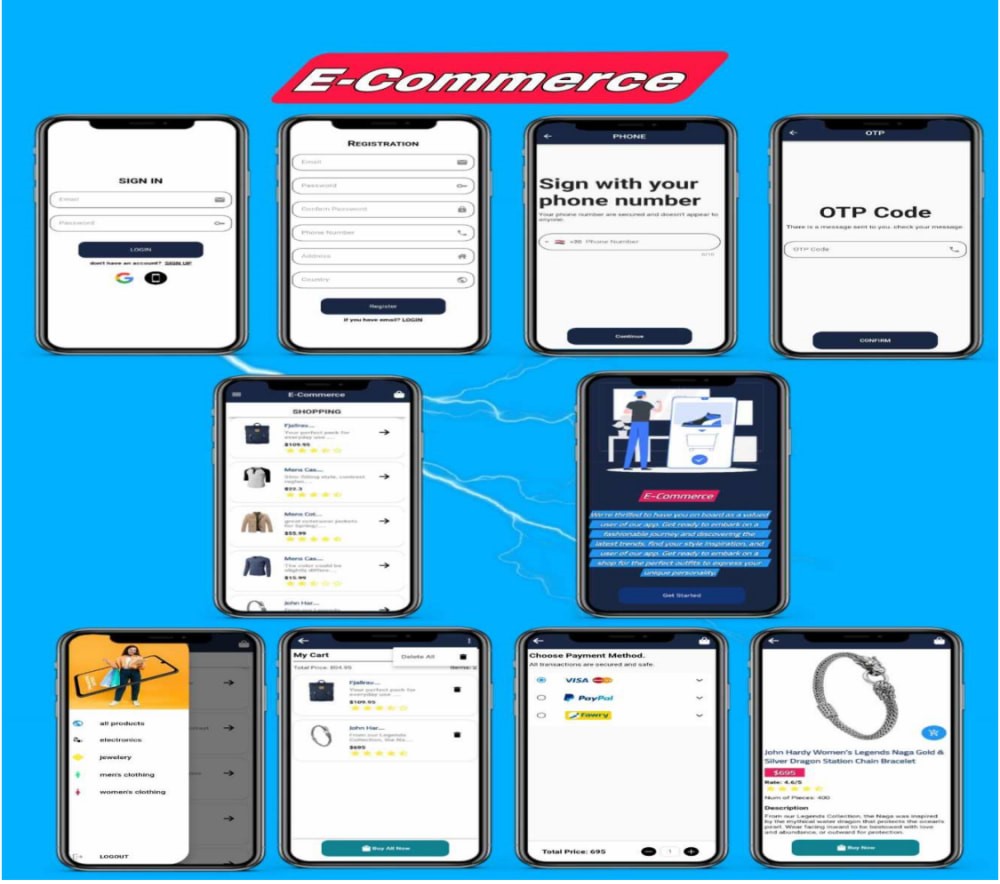 E-Commerce
SIGN IN
Email
Password
LOGIN
don't have an account? SIGN UP
REGISTRATION
Email
Password
Confirm Password
Phone Number
Address
Country
Register
if you have email? LOGIN
PHONE
Sign with your
phone number
Your phone number are secured and doesn't appear to
anyone.
Phone Number
0/10
Continue
OTP
OTP Code
There is a message sent to you, check your message
OTP Code
CONFIRM
E-Commerce
SHOPPING
Fjallrav...
Your perfect pack for
everyday use ...
$109.95
Mens Cas...
Slim-fitting style, contrast
raglan...
$22.3
Mens Cot...
great outerwear jackets
for Spring/...
$55.99
Mens Cas...
The color could be
slightly differe...
$15.99
John Har...
From our Legends
E-Commerce
We're thrilled to have you on board as a valued
user of our app. Get ready to embark on a
fashionable journey and discovering the
latest trends, find your style inspiration, and
user of our app. Get ready to embark on a
shop for the perfect outfits to express your
unique personality.
Get Started
all products
electronics
jewelery
men's clothing
women's clothing
LOGOUT
My Cart
Delete All
Total Price: 804.95
Items: 2
Fjallrav...
Your perfect pack for
everyday use ...
$109.95
John Har...
From our Legends
Collection, the Na...
$695
Buy All Now
Choose Payment Method.
All transactions are secured and safe.
VISA
PayPal
Fawry
Total Price: 695
1
John Hardy Women's Legends Naga Gold &
Silver Dragon Station Chain Bracelet
$695
Rate: 4.6/5
Num of Pieces: 400
Description
From our Legends Collection, the Naga was inspired
by the mythical water dragon that protects the ocean's
pearl. Wear facing inward to be bestowed with love
and abundance, or outward for protection.
Buy Now